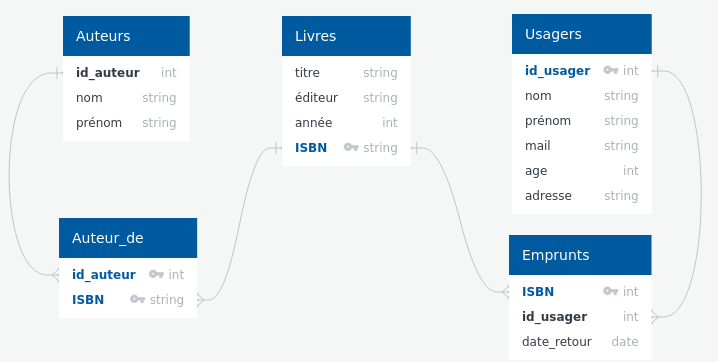 Auteurs
id_auteur int
nom string
prénom string
Livres
titre string
éditeur string
année int
ISBN string
Usagers
id_usager int
nom string
prénom string
mail string
age int
adresse string
Auteur_de
id_auteur int
ISBN string
Emprunts
ISBN int
id_usager int
date_retour date